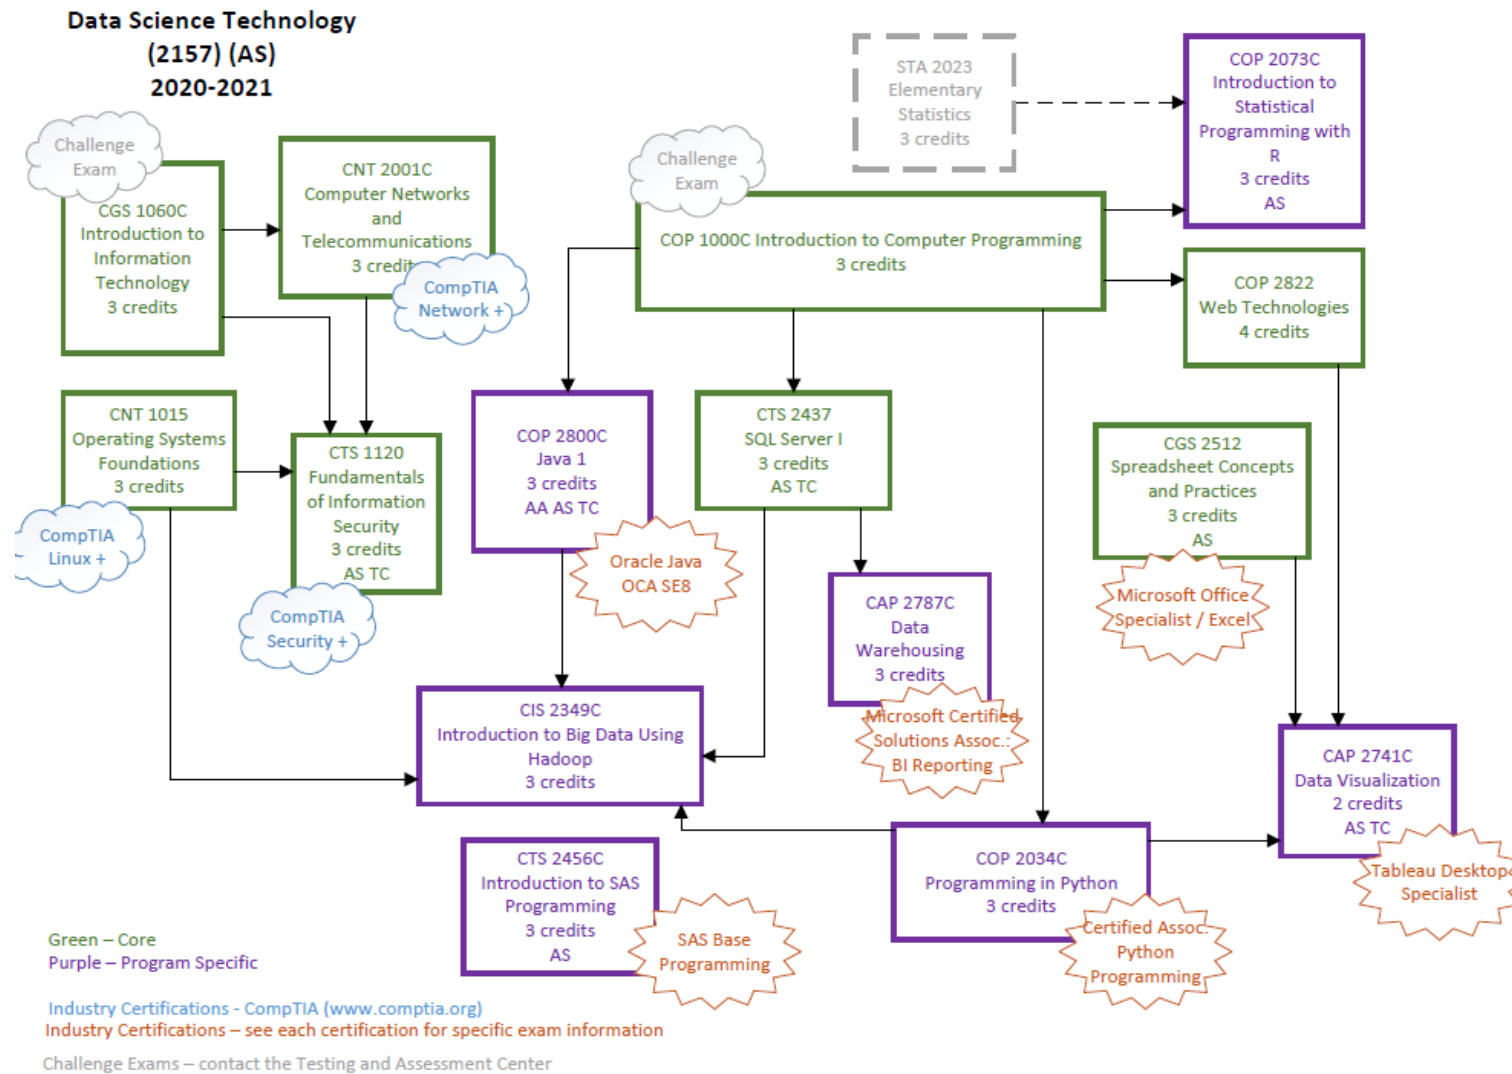 Data Science Technology
(2157) (AS)
2020-2021
Challenge
Exam
CGS 1060C
Introduction to
Information
Technology
3 credits
CNT 2001C
Computer Networks
and
Telecommunications
3 credits
CompTIA
Network +
CNT 1015
Operating Systems
Foundations
3 credits
CompTIA
Linux +
CTS 1120
Fundamentals
of Information
Security
3 credits
AS TC
CompTIA
Security +
STA 2023
Elementary
Statistics
3 credits
COP 2073C
Introduction to
Statistical
Programming with
R
3 credits
AS
Challenge
Exam
COP 1000C Introduction to Computer Programming
3 credits
COP 2822
Web Technologies
4 credits
COP 2800C
Java 1
3 credits
AA AS TC
Oracle Java
OCA SE8
CTS 2437
SQL Server I
3 credits
AS TC
CGS 2512
Spreadsheet Concepts
and Practices
3 credits
AS
Microsoft Office
Specialist / Excel
CAP 2787C
Data
Warehousing
3 credits
Microsoft Certified
Solutions Assoc.:
BI Reporting
CIS 2349C
Introduction to Big Data Using
Hadoop
3 credits
CAP 2741C
Data Visualization
2 credits
AS TC
Tableau Desktop
Specialist
CTS 2456C
Introduction to SAS
Programming
3 credits
AS
SAS Base
Programming
COP 2034C
Programming in Python
3 credits
Certified Assoc.
Python
Programming
Green – Core
Purple – Program Specific
Industry Certifications - CompTIA (www.comptia.org)
Industry Certifications – see each certification for specific exam information
Challenge Exams – contact the Testing and Assessment Center